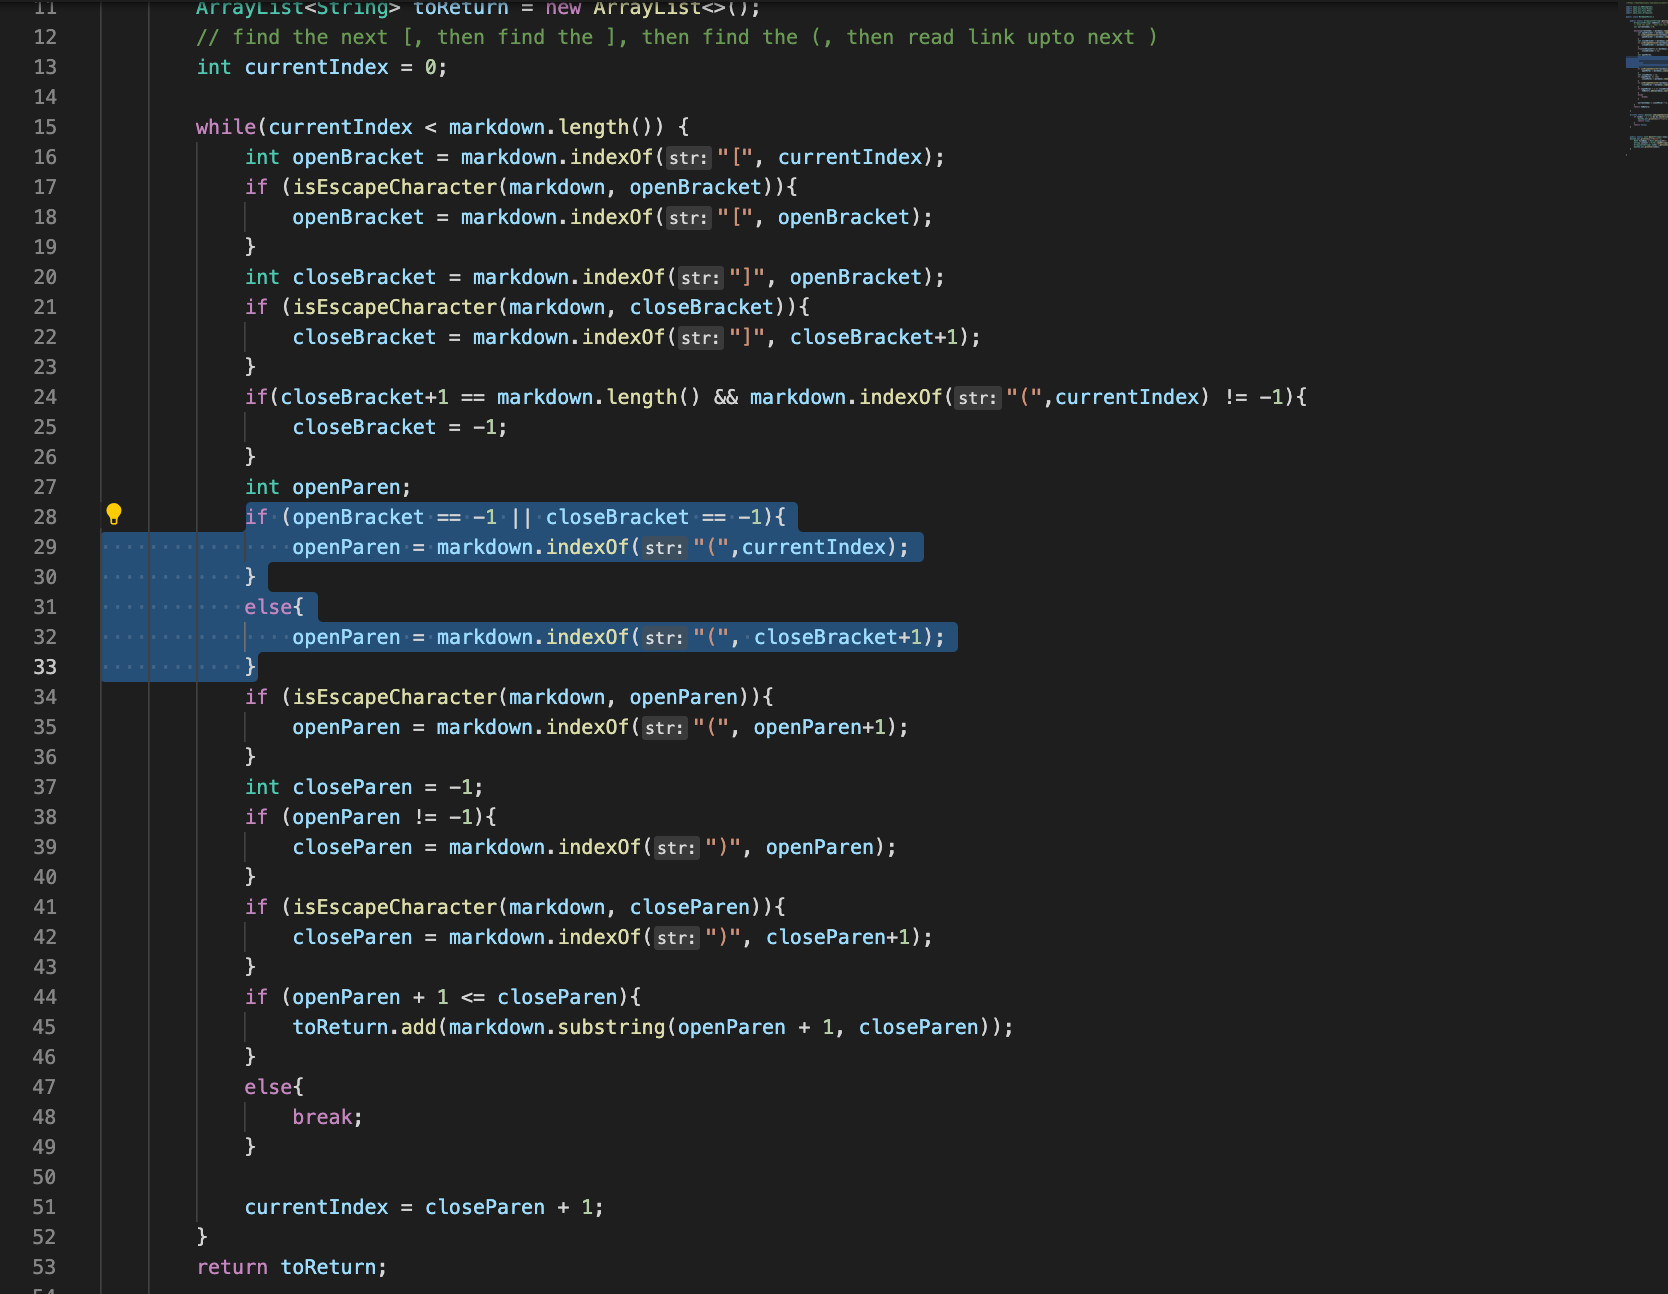 11 ArrayList<String> toReturn = new ArrayList<>();
12 // find the next [, then find the ], then find the (, then read link upto next )
13 int currentIndex = 0;
14
15 while(currentIndex < markdown.length()) {
16 int openBracket = markdown.indexOf(str: "[", currentIndex);
17 if (isEscapeCharacter(markdown, openBracket)){
18 openBracket = markdown.indexOf(str: "[", openBracket);
19 }
20 int closeBracket = markdown.indexOf(str: "]", openBracket);
21 if (isEscapeCharacter(markdown, closeBracket)){
22 closeBracket = markdown.indexOf(str: "]", closeBracket+1);
23 }
24 if(closeBracket+1 == markdown.length() && markdown.indexOf(str: "(",currentIndex) != -1){
25 closeBracket = -1;
26 }
27 int openParen;
28 if (openBracket == -1 || closeBracket == -1){
29 openParen = markdown.indexOf(str: "(",currentIndex);
30 }
31 else{
32 openParen = markdown.indexOf(str: "(", closeBracket+1);
33 }
34 if (isEscapeCharacter(markdown, openParen)){
35 openParen = markdown.indexOf(str: "(", openParen+1);
36 }
37 int closeParen = -1;
38 if (openParen != -1){
39 closeParen = markdown.indexOf(str: ")", openParen);
40 }
41 if (isEscapeCharacter(markdown, closeParen)){
42 closeParen = markdown.indexOf(str: ")", closeParen+1);
43 }
44 if (openParen + 1 <= closeParen){
45 toReturn.add(markdown.substring(openParen + 1, closeParen));
46 }
47 else{
48 break;
49 }
50
51 currentIndex = closeParen + 1;
52 }
53 return toReturn;